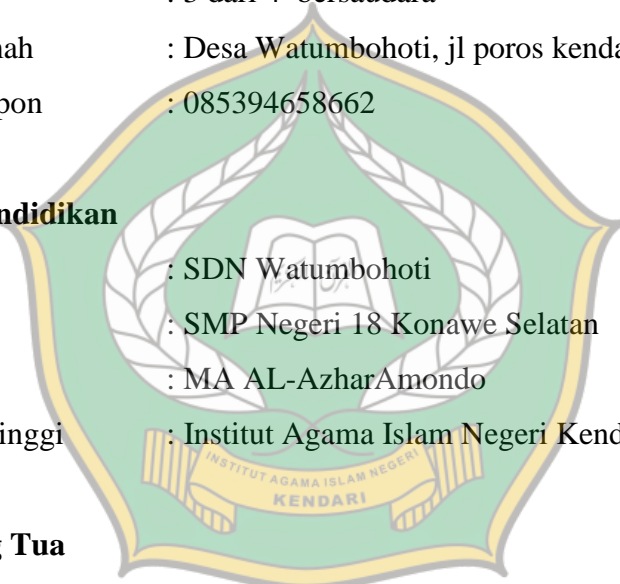 : 3 dari 4 bersaudara
nah : Desa Watumbohoti, jl poros kenda
pon : 085394658662
ndidikan
: SDN Watumbohoti
: SMP Negeri 18 Konawe Selatan
: MA AL-AzharAmondo
inggi : Institut Agama Islam Negeri Kend
INSTITUT AGAMA ISLAM NEGERI
KENDARI
g Tua